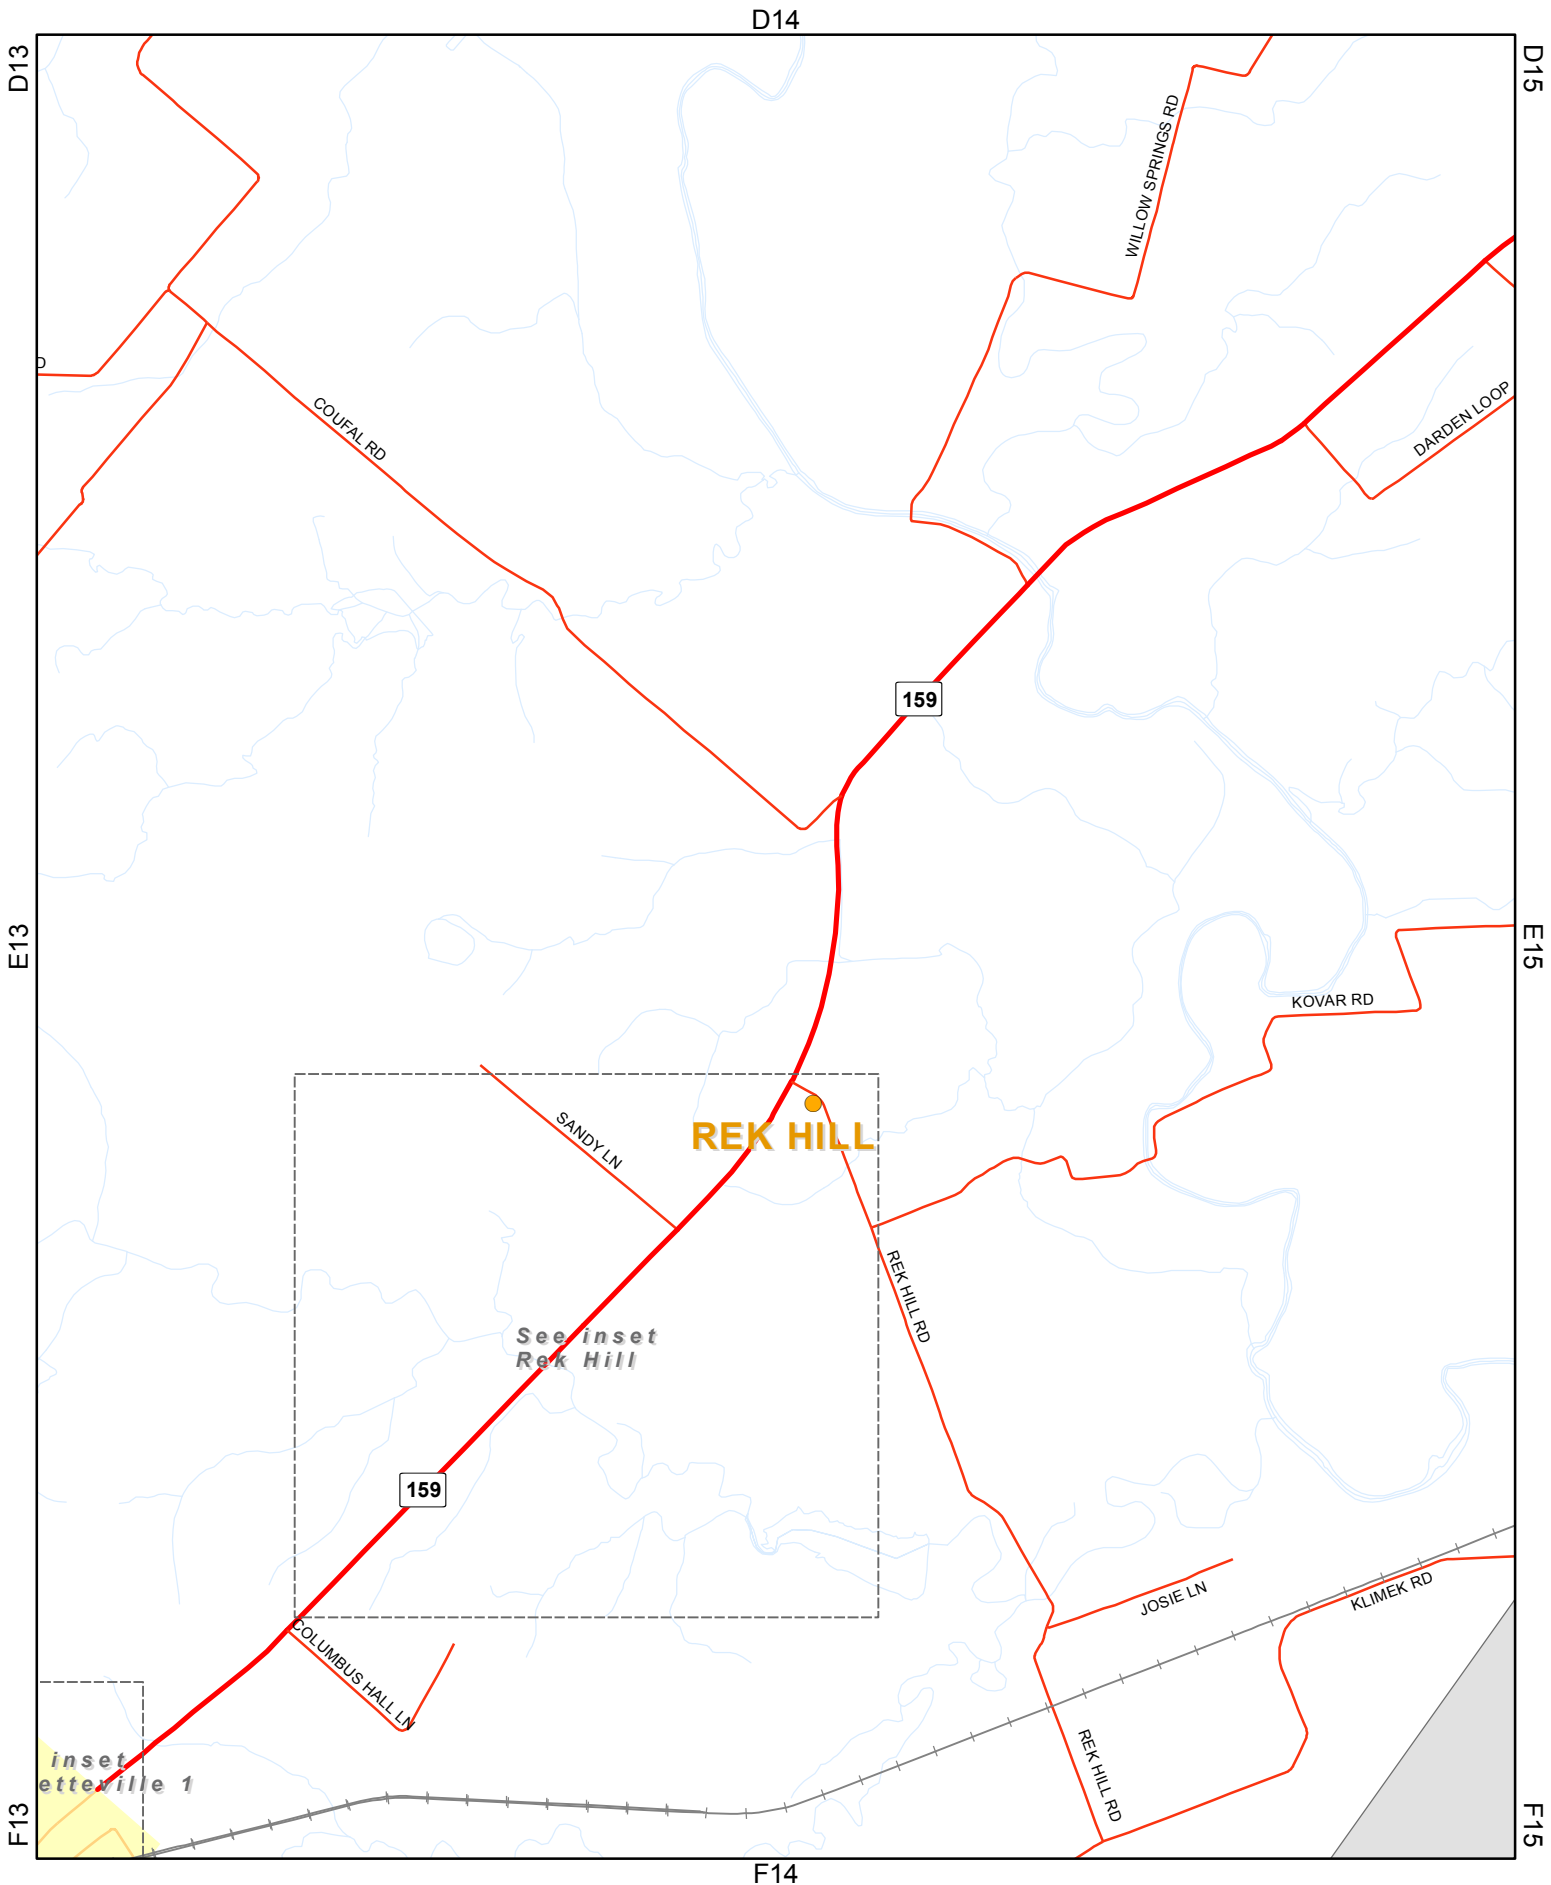 D14
D13
D15
WILLOW SPRINGS RD
D
COUFAL RD
DARDEN LOOP
159
E13
E15
KOVAR RD
SANDY LN
REK HILL
REK HILL RD
See inset
Rek Hill
159
JOSIE LN
KLIMEK RD
COLUMBUS HALL LN
REK HILL RD
inset
etteville 1
F13
F15
F14